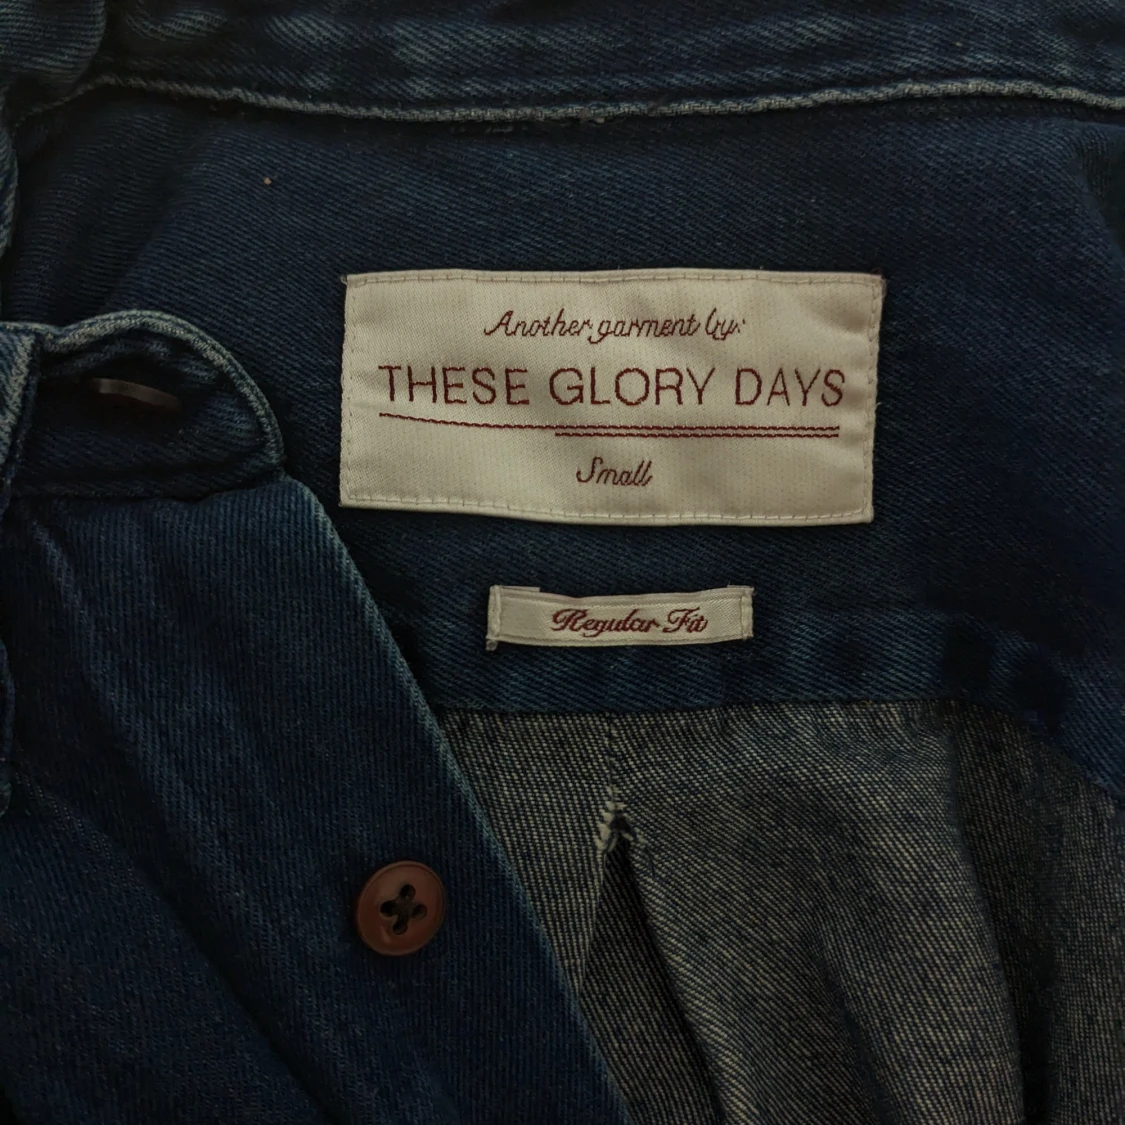 Another garment by:
THESE GLORY DAYS
Small
Regular Fit